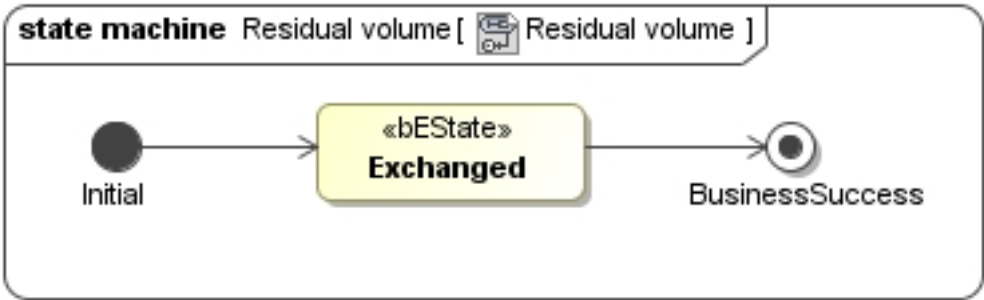 state machine Residual volume [ Residual volume ]
«bEState»
Exchanged
Initial
BusinessSuccess